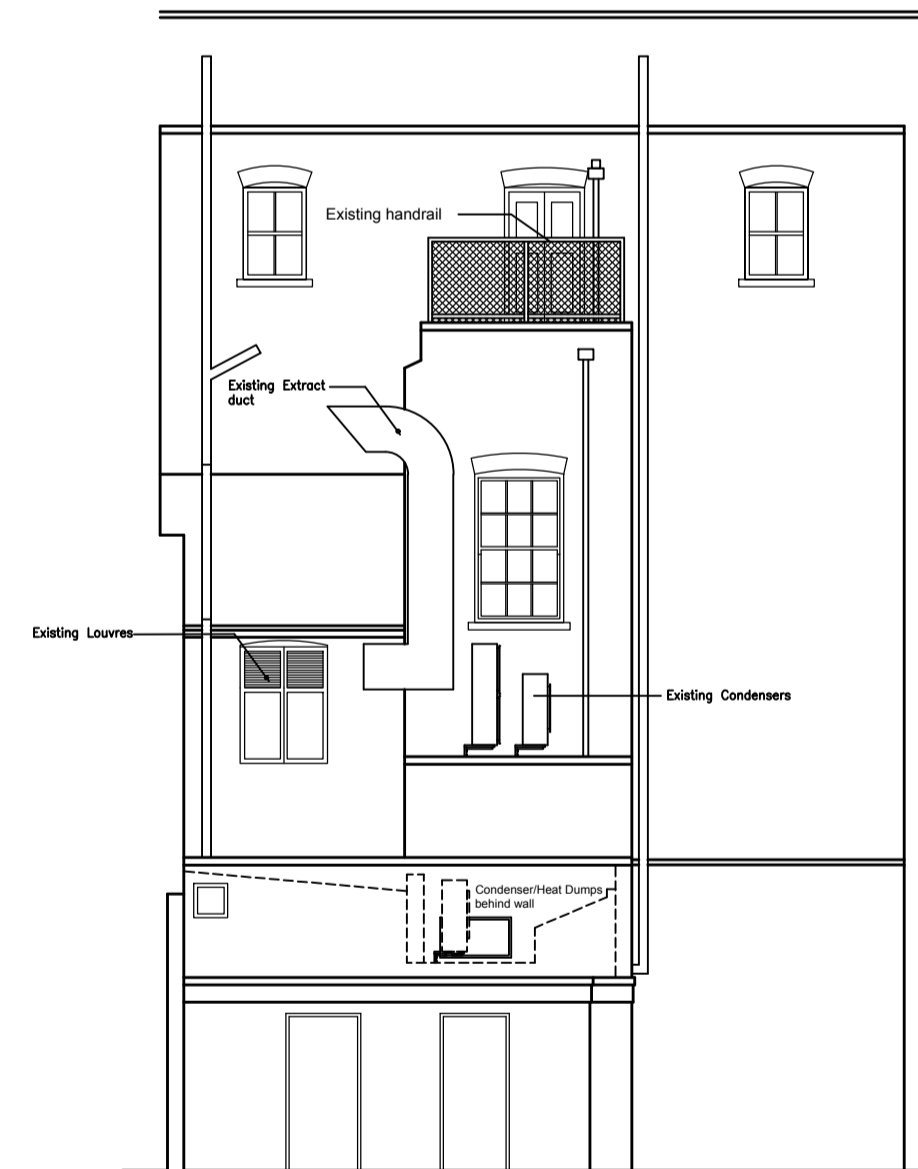 Existing handrail
Existing Extract
duct
Existing Louvres
Existing Condensers
Condenser/Heat Dumps
behind wall